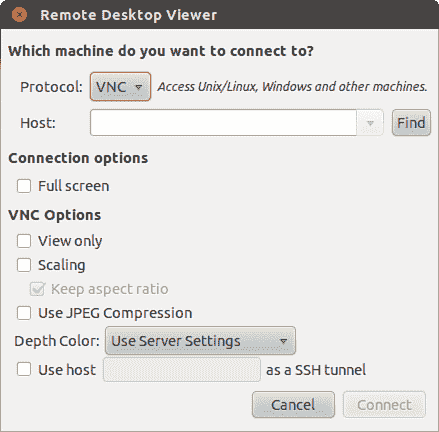 Remote Desktop Viewer
Which machine do you want to connect to?
Protocol: VNC Access Unix/Linux, Windows and other machines.
Host: Find
Connection options
Full screen
VNC Options
View only
Scaling
Keep aspect ratio
Use JPEG Compression
Depth Color: Use Server Settings
Use host as a SSH tunnel
Cancel Connect